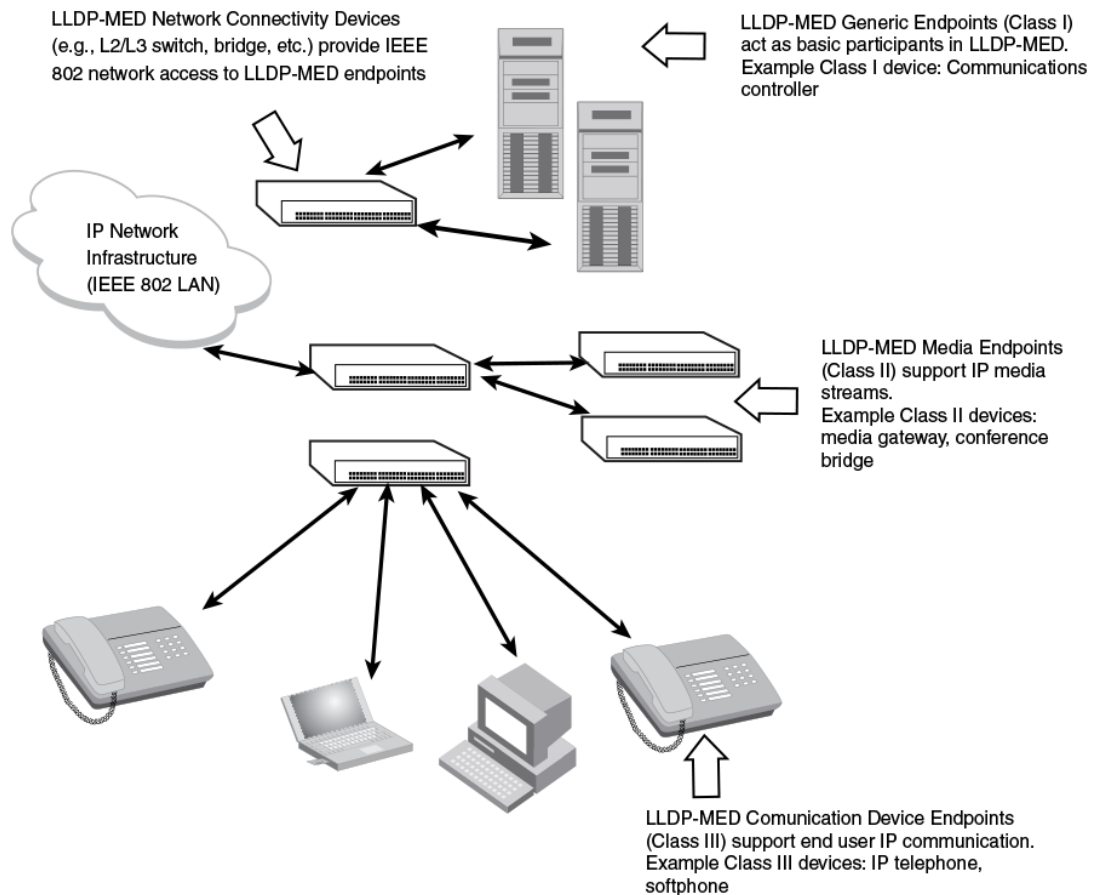 LLDP-MED Network Connectivity Devices
(e.g., L2/L3 switch, bridge, etc.) provide IEEE
802 network access to LLDP-MED endpoints
LLDP-MED Generic Endpoints (Class I)
act as basic participants in LLDP-MED.
Example Class I device: Communications
controller
IP Network
Infrastructure
(IEEE 802 LAN)
LLDP-MED Media Endpoints
(Class II) support IP media
streams.
Example Class II devices:
media gateway, conference
bridge
LLDP-MED Comunication Device Endpoints
(Class III) support end user IP communication.
Example Class III devices: IP telephone,
softphone